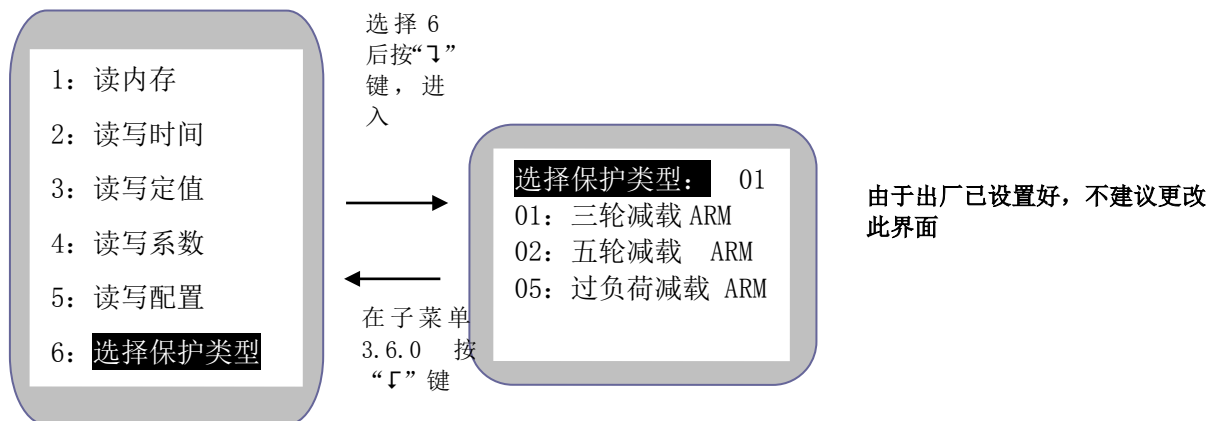 1：读内存
2：读写时间
3：读写定值
4：读写系数
5：读写配置
6：选择保护类型
选择 6
后按“↴”
键，进
入
在子菜单
3.6.0 按
“↱”键
选择保护类型： 01
01：三轮减载 ARM
02：五轮减载 ARM
05：过负荷减载 ARM
由于出厂已设置好，不建议更改
此界面